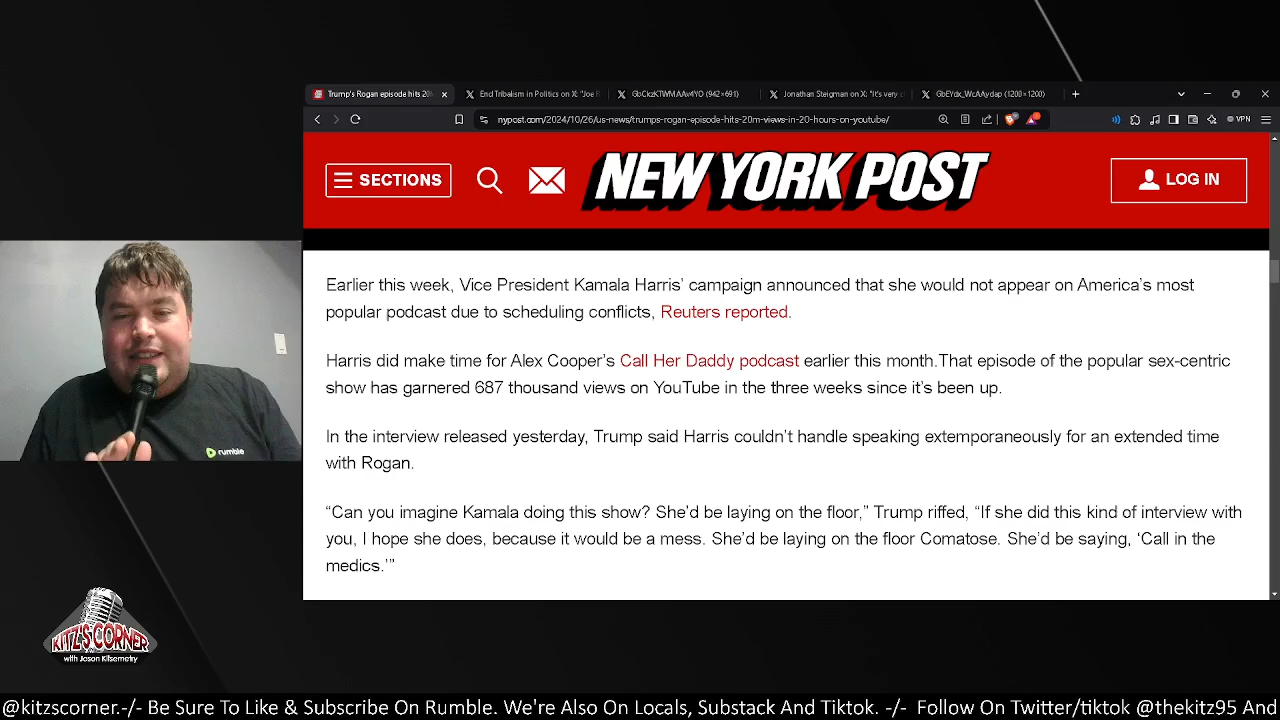 Trump's Rogan episode hits 20
End Tribalism in Politics on X: "Joe R
GbCkzKTWMAAv4YO (942×691)
Jonathan Steigman on X: "It's very c
GbEYdx_WcAAydap (1200×1200)
nypost.com/2024/10/26/us-news/trumps-rogan-episode-hits-20m-views-in-20-hours-on-youtube/
VPN
SECTIONS
NEW YORK POST
LOG IN
Earlier this week, Vice President Kamala Harris' campaign announced that she would not appear on America's most
popular podcast due to scheduling conflicts, Reuters reported.
Harris did make time for Alex Cooper's Call Her Daddy podcast earlier this month.That episode of the popular sex-centric
show has garnered 687 thousand views on YouTube in the three weeks since it's been up.
In the interview released yesterday, Trump said Harris couldn't handle speaking extemporaneously for an extended time
with Rogan.
“Can you imagine Kamala doing this show? She'd be laying on the floor,” Trump riffed, “If she did this kind of interview with
you, I hope she does, because it would be a mess. She'd be laying on the floor Comatose. She'd be saying, ‘Call in the
medics.’”
rumble
KITZ'S CORNER
with Jason Kitsemetry
@kitzscorner.-/- Be Sure To Like & Subscribe On Rumble. We're Also On Locals, Substack And Tiktok. -/- Follow On Twitter/tiktok @thekitz95 And